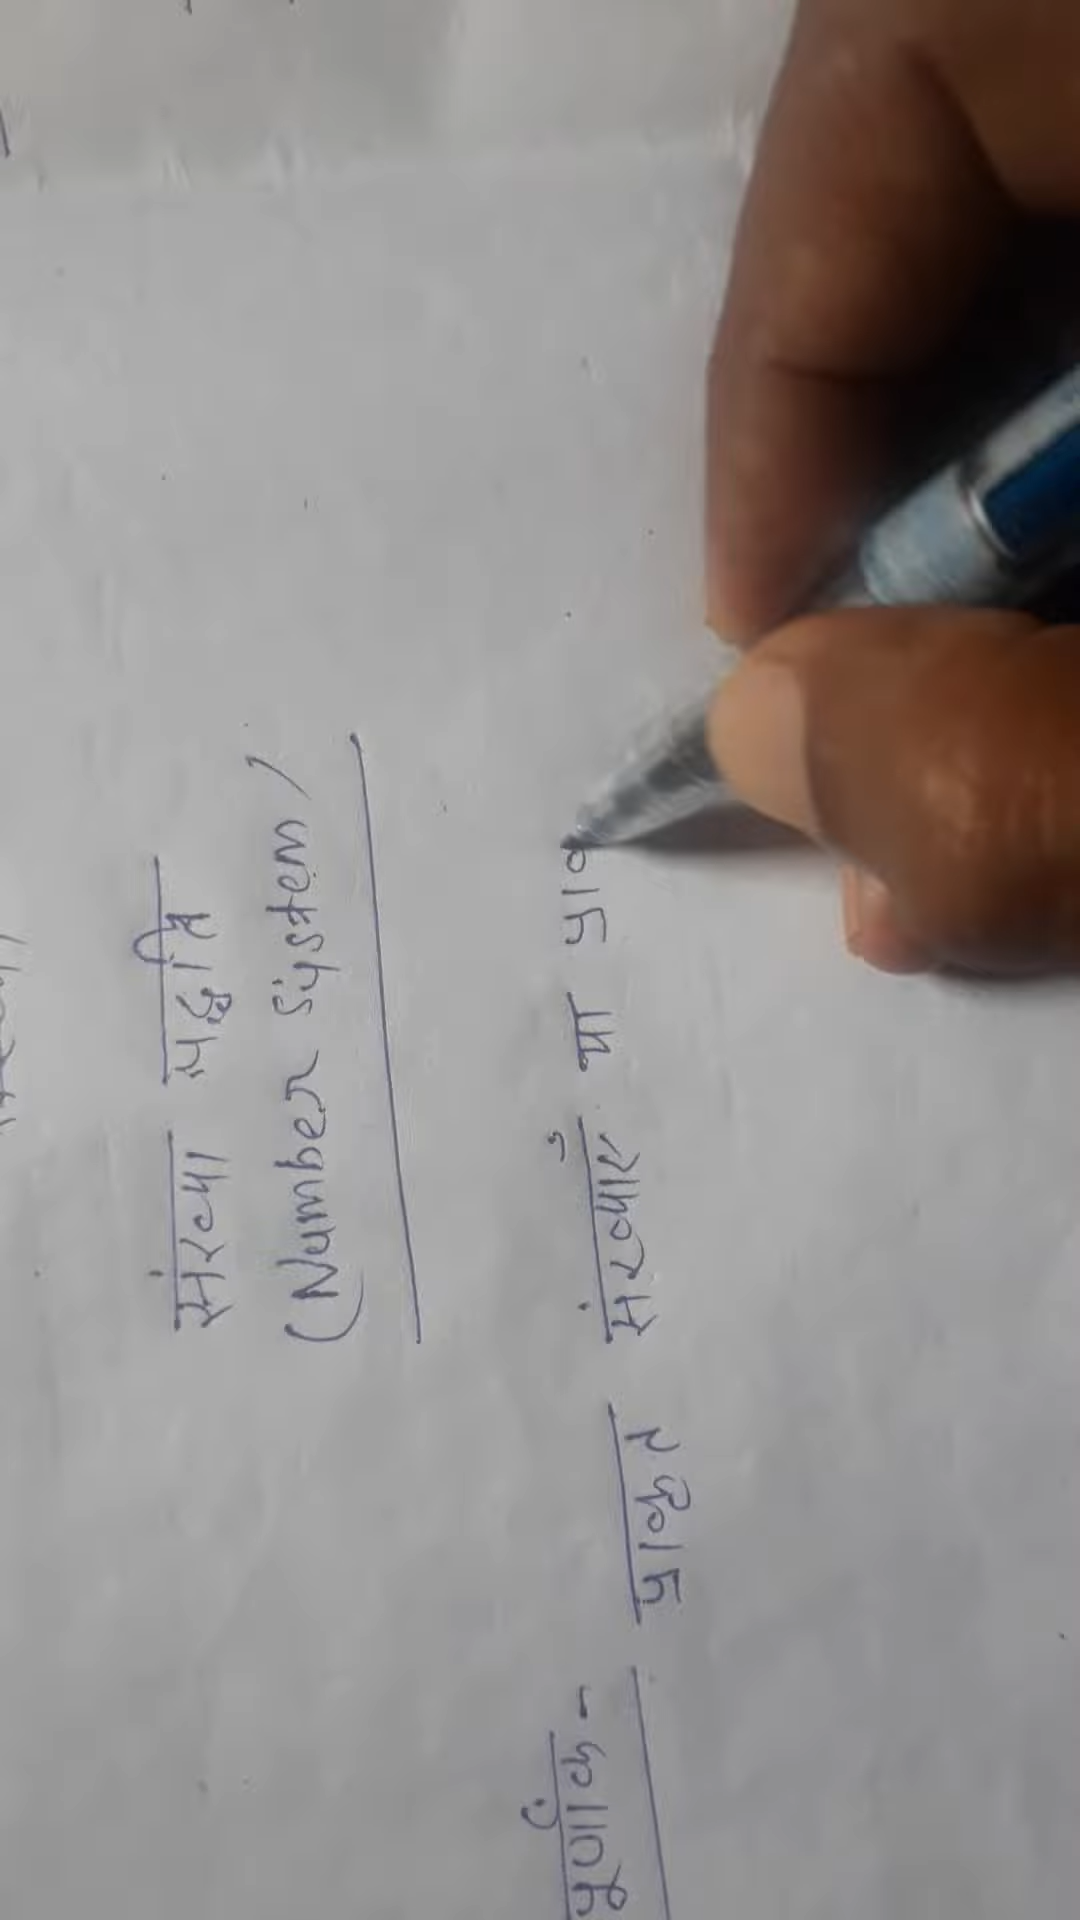 संख्या पद्धति
(Number System)
पूर्णांक -
प्राकृत संख्याएँ या